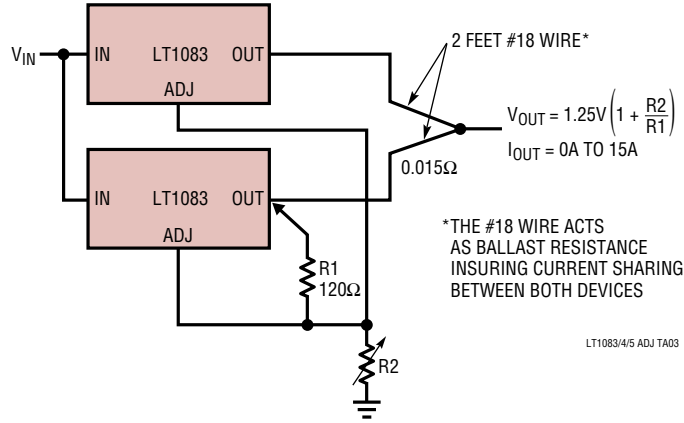 2 FEET #18 WIRE*
V_IN
IN LT1083 OUT
ADJ
V_OUT = 1.25V (1 + R2/R1)
I_OUT = 0A TO 15A
0.015Ω
IN LT1083 OUT
ADJ
*THE #18 WIRE ACTS
AS BALLAST RESISTANCE
INSURING CURRENT SHARING
BETWEEN BOTH DEVICES
R1
120Ω
LT1083/4/5 ADJ TA03
R2